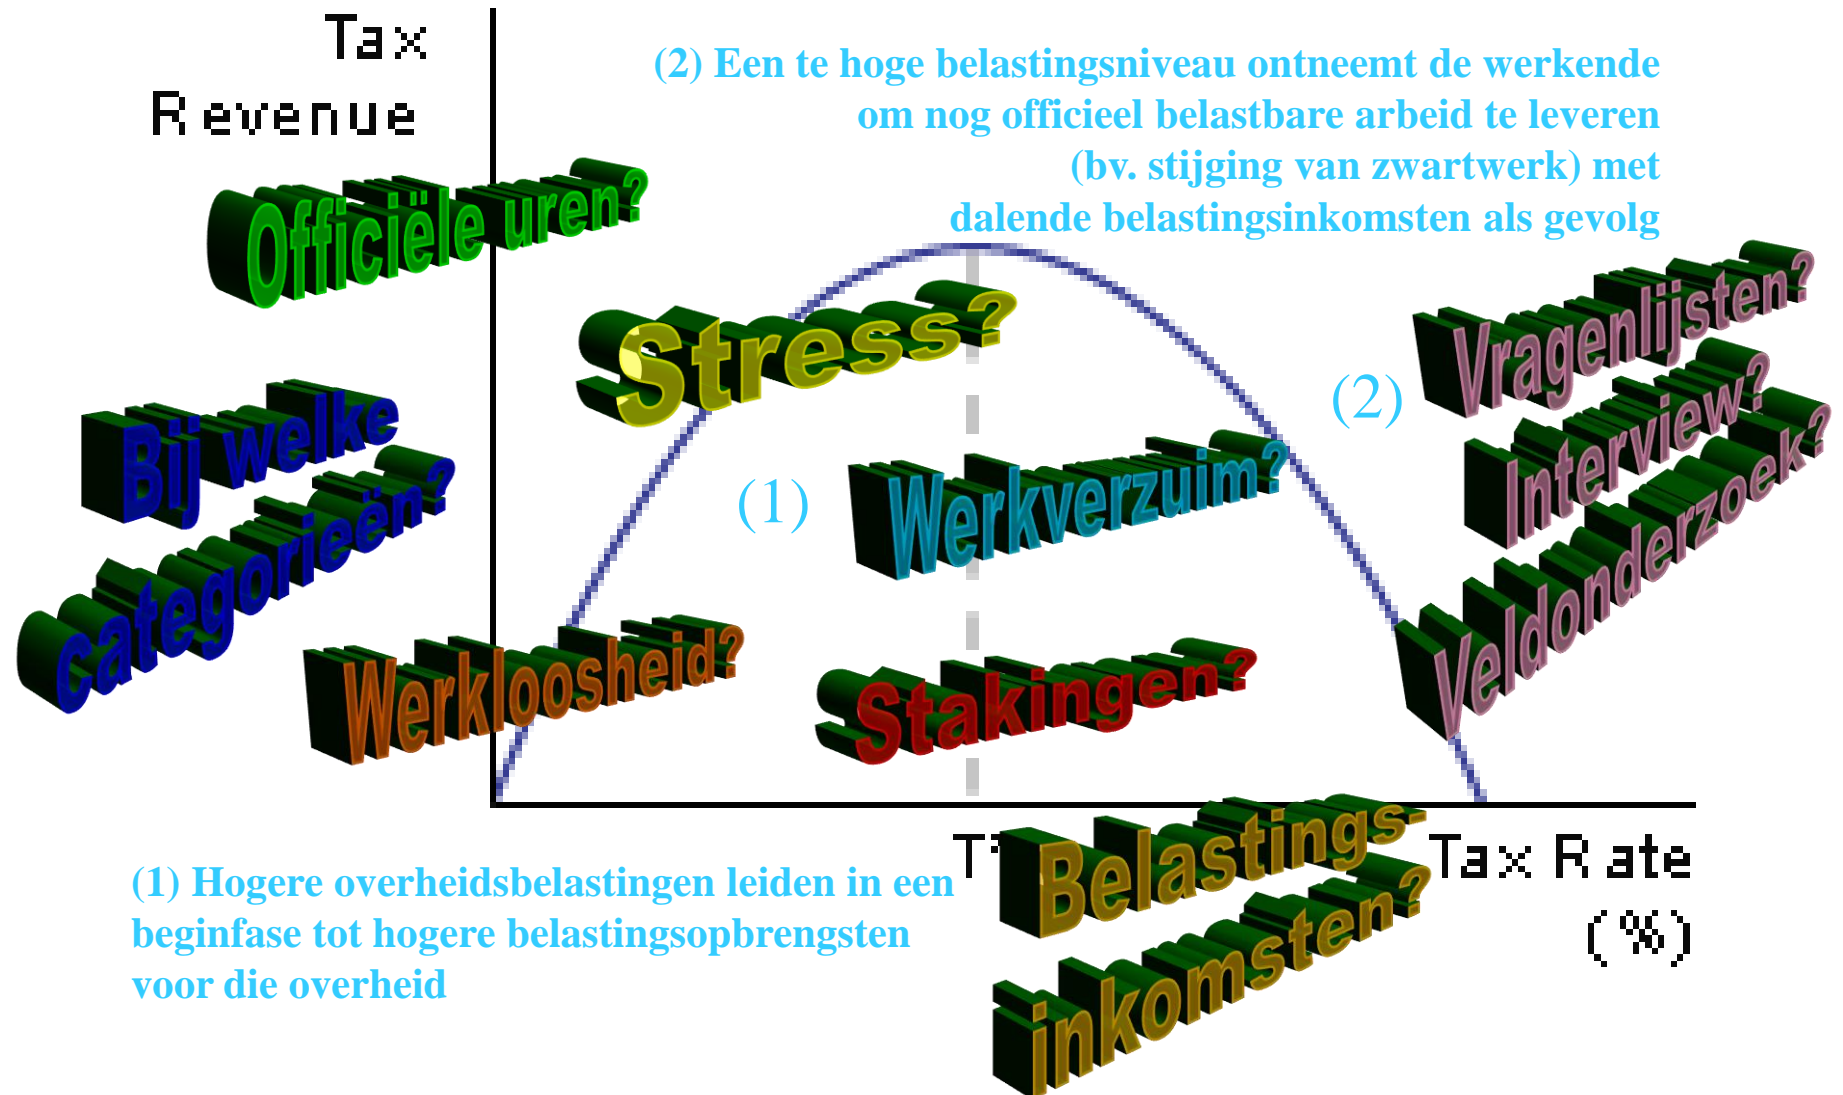 Tax
Revenue
(2) Een te hoge belastingsniveau ontneemt de werkende
om nog officieel belastbare arbeid te leveren
(bv. stijging van zwartwerk) met
dalende belastingsinkomsten als gevolg
Officiële uren?
Stress?
Vragenlijsten?
Interview?
Veldonderzoek?
(2)
Bij welke
categorieën?
(1)
Werkverzuim?
Werkloosheid?
Stakingen?
Belastings-
inkomsten?
Tax Rate
(%)
(1) Hogere overheidsbelastingen leiden in een
beginfase tot hogere belastingsopbrengsten
voor die overheid